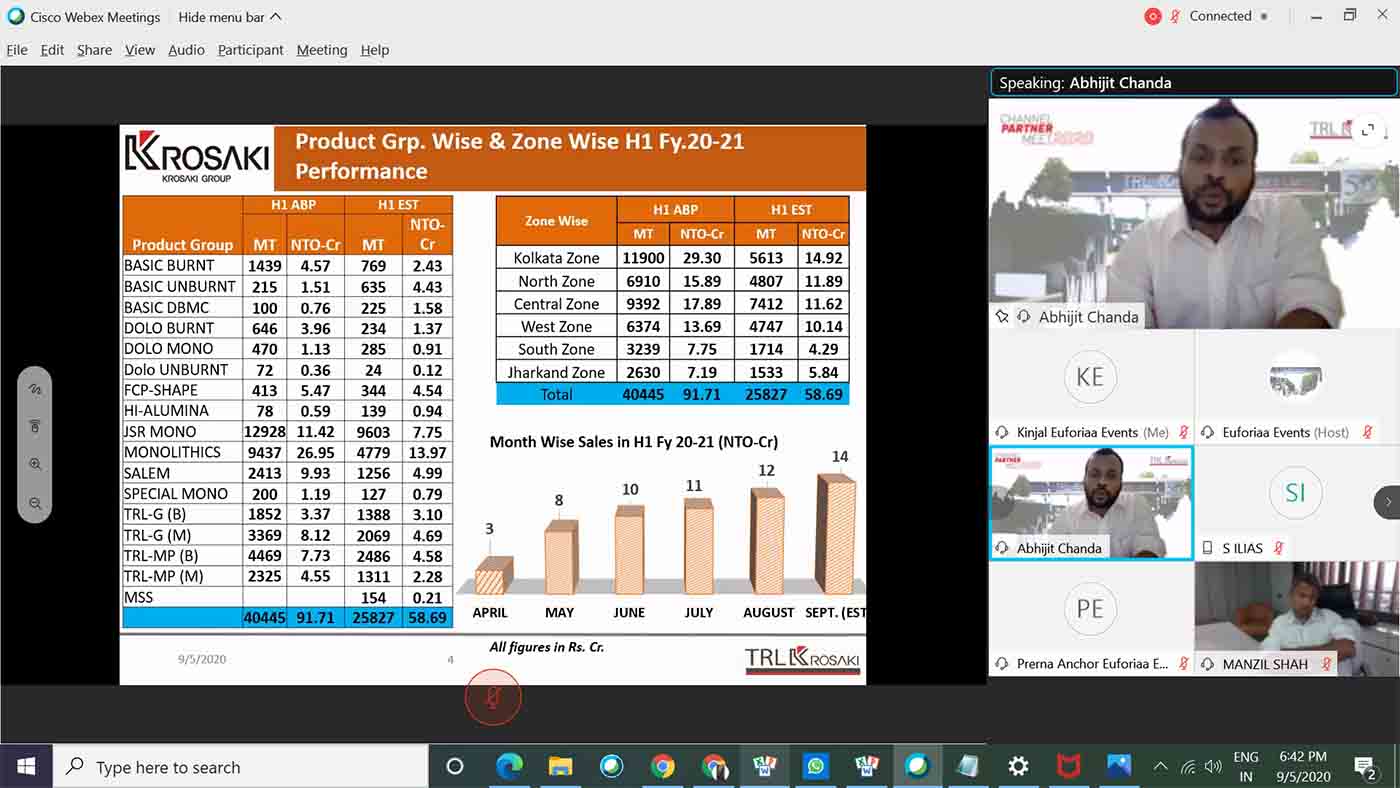 Cisco Webex Meetings Hide menu bar Connected
File Edit Share View Audio Participant Meeting Help
Speaking: Abhijit Chanda
KROSAKI
KROSAKI GROUP
Product Grp. Wise & Zone Wise H1 Fy.20-21
Performance
Product Group H1 ABP H1 EST
MT NTO-Cr MT NTO-Cr
BASIC BURNT 1439 4.57 769 2.43
BASIC UNBURNT 215 1.51 635 4.43
BASIC DBMC 100 0.76 225 1.58
DOLO BURNT 646 3.96 234 1.37
DOLO MONO 470 1.13 285 0.91
Dolo UNBURNT 72 0.36 24 0.12
FCP-SHAPE 413 5.47 344 4.54
HI-ALUMINA 78 0.59 139 0.94
JSR MONO 12928 11.42 9603 7.75
MONOLITHICS 9437 26.95 4779 13.97
SALEM 2413 9.93 1256 4.99
SPECIAL MONO 200 1.19 127 0.79
TRL-G (B) 1852 3.37 1388 3.10
TRL-G (M) 3369 8.12 2069 4.69
TRL-MP (B) 4469 7.73 2486 4.58
TRL-MP (M) 2325 4.55 1311 2.28
MSS 154 0.21
40445 91.71 25827 58.69
Zone Wise H1 ABP H1 EST
MT NTO-Cr MT NTO-Cr
Kolkata Zone 11900 29.30 5613 14.92
North Zone 6910 15.89 4807 11.89
Central Zone 9392 17.89 7412 11.62
West Zone 6374 13.69 4747 10.14
South Zone 3239 7.75 1714 4.29
Jharkand Zone 2630 7.19 1533 5.84
Total 40445 91.71 25827 58.69
Month Wise Sales in H1 Fy 20-21 (NTO-Cr)
3 8 10 11 12 14
APRIL MAY JUNE JULY AUGUST SEPT. (EST
All figures in Rs. Cr.
9/5/2020 4
TRL KROSAKI
CHANNEL
PARTNER
MEET 2020
TRL
Abhijit Chanda
KE
Kinjal Euforiaa Events (Me)
Euforiaa Events (Host)
Abhijit Chanda
SI
S ILIAS
PE
Prerna Anchor Euforiaa E...
MANZIL SHAH
Type here to search
ENG
IN
6:42 PM
9/5/2020
2